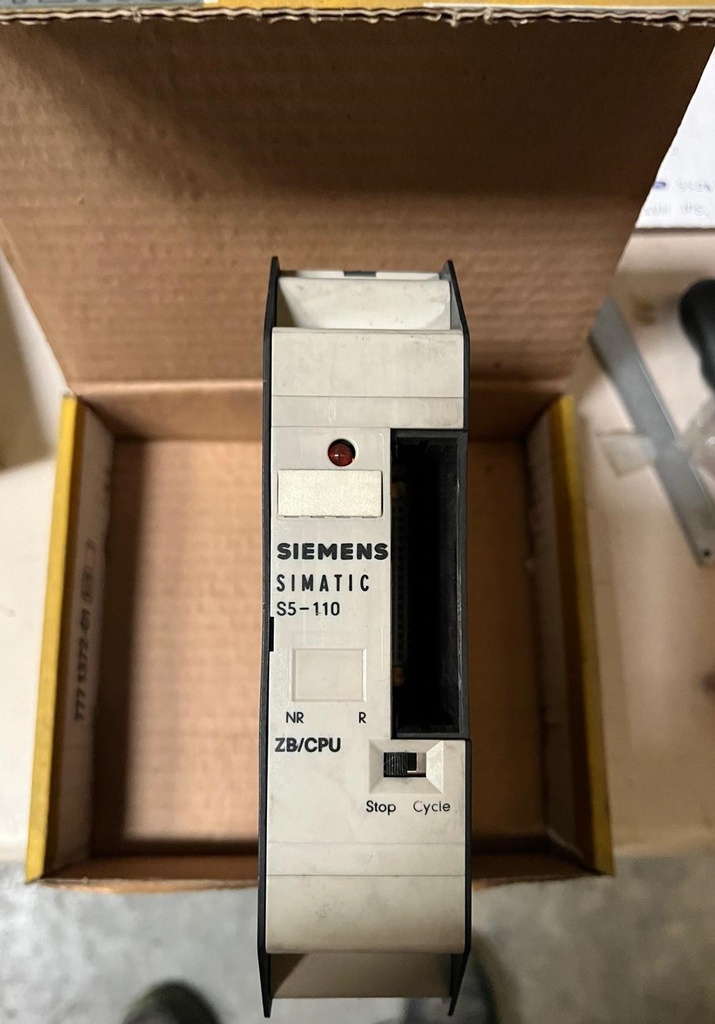 SIEMENS
SIMATIC
S5-110
NR R
ZB/CPU
Stop Cycle